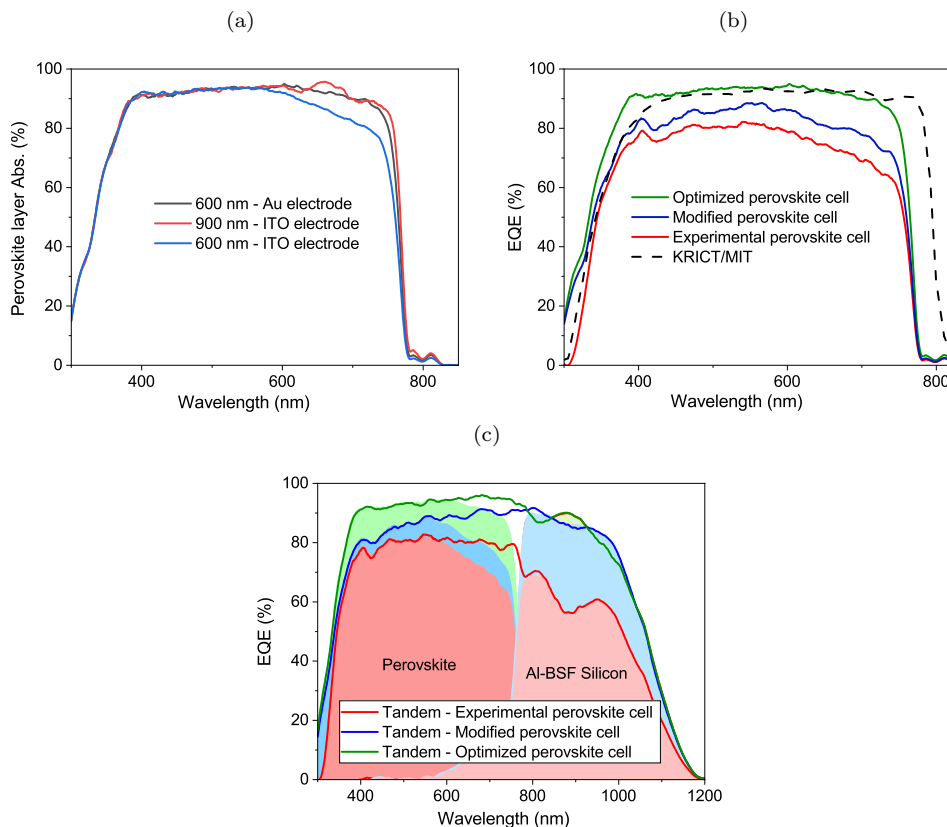 (a)
(b)
100
80
60
40
20
0
Perovskite layer Abs. (%)
600 nm - Au electrode
900 nm - ITO electrode
600 nm - ITO electrode
400
600
800
Wavelength (nm)
100
80
60
40
20
0
EQE (%)
Optimized perovskite cell
Modified perovskite cell
Experimental perovskite cell
KRICT/MIT
400
600
800
Wavelength (nm)
(c)
100
80
60
40
20
0
EQE (%)
Perovskite
Al-BSF Silicon
Tandem - Experimental perovskite cell
Tandem - Modified perovskite cell
Tandem - Optimized perovskite cell
400
600
800
1000
1200
Wavelength (nm)